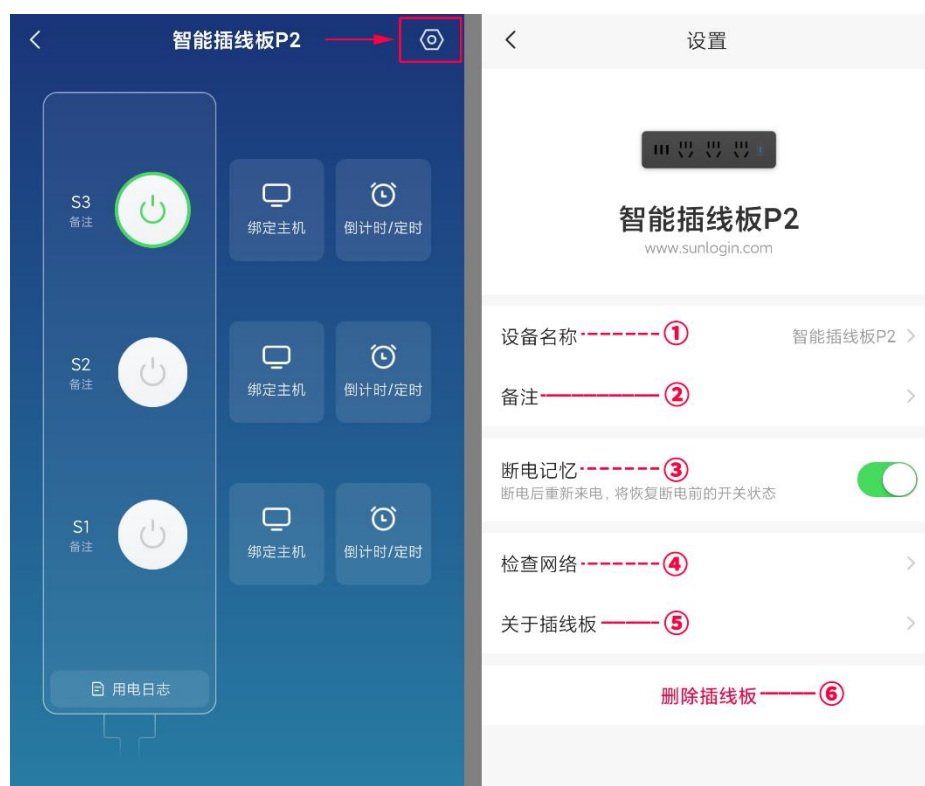 智能插线板P2
S3
备注
绑定主机
倒计时/定时
S2
备注
绑定主机
倒计时/定时
S1
备注
绑定主机
倒计时/定时
用电日志
设置
智能插线板P2
www.sunlogin.com
设备名称 ① 智能插线板P2
备注 ②
断电记忆 ③
断电后重新来电，将恢复断电前的开关状态
检查网络 ④
关于插线板 ⑤
删除插线板 ⑥